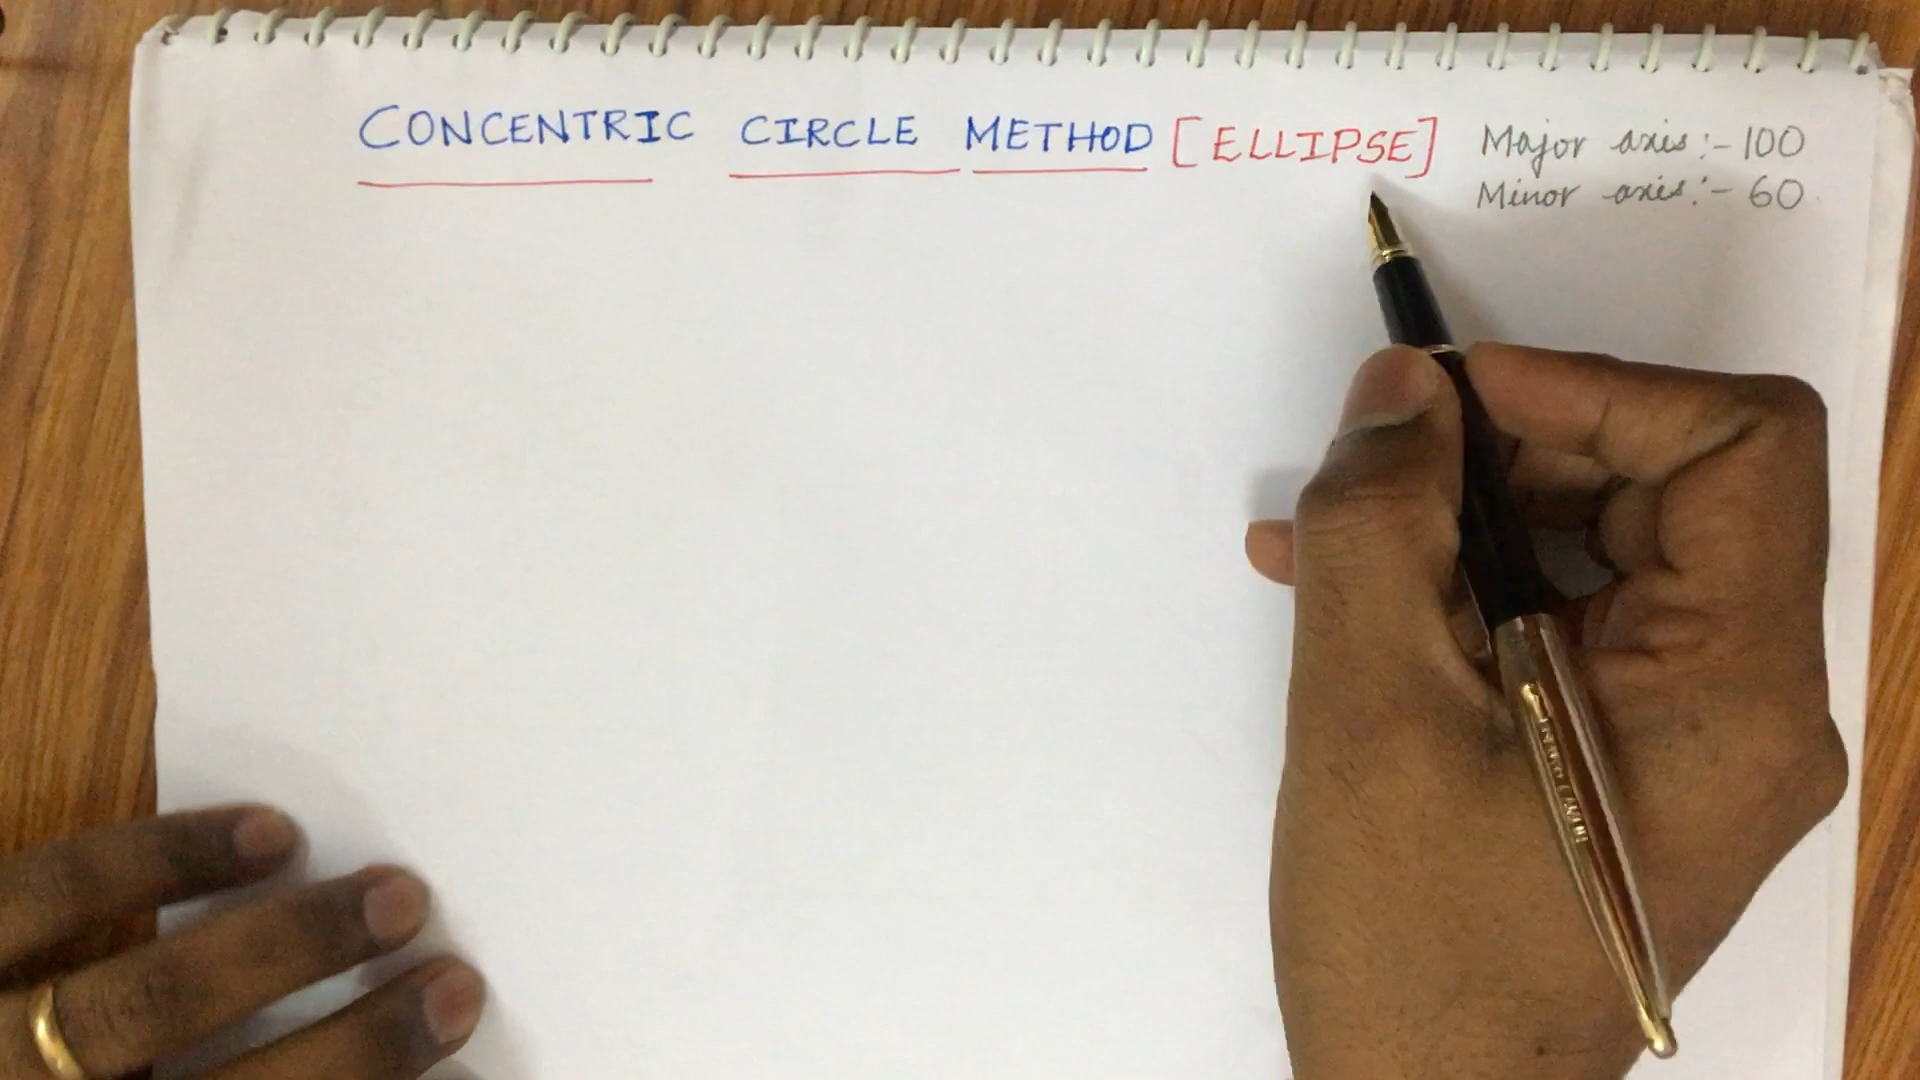 CONCENTRIC CIRCLE METHOD [ELLIPSE]
Major axis:- 100
Minor axis:- 60